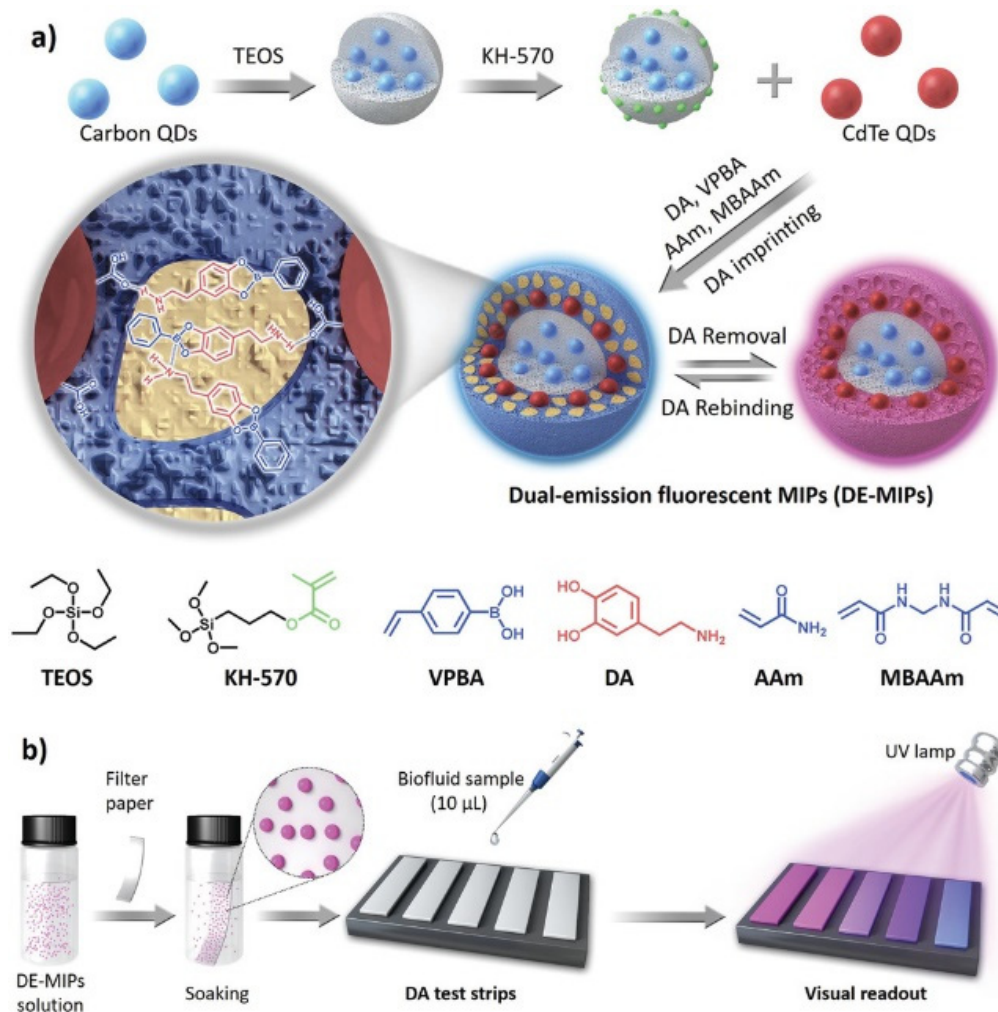 a)
TEOS
KH-570
Carbon QDs
CdTe QDs
DA, VPBA
AAm, MBAAm
DA imprinting
DA Removal
DA Rebinding
Dual-emission fluorescent MIPs (DE-MIPs)
TEOS
KH-570
VPBA
DA
AAm
MBAAm
b)
Filter
paper
Biofluid sample
(10 µL)
UV lamp
DE-MIPs
solution
Soaking
DA test strips
Visual readout